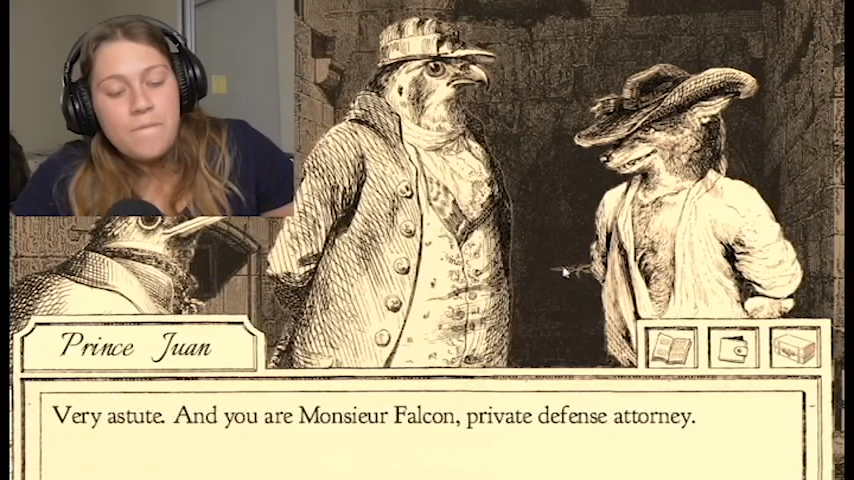 Prince Juan
Very astute. And you are Monsieur Falcon, private defense attorney.